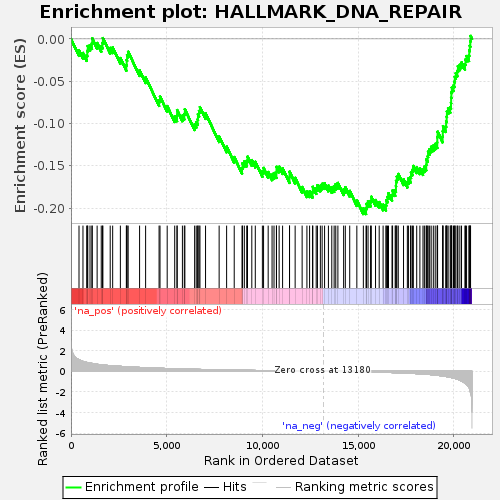 Enrichment plot: HALLMARK_DNA_REPAIR
Enrichment score (ES)
0.00
-0.05
-0.10
-0.15
-0.20
'na_pos' (positively correlated)
Ranked list metric (PreRanked)
6
4
2
0
-2
-4
Zero cross at 13180
'na_neg' (negatively correlated)
0 5,000 10,000 15,000 20,000
Rank in Ordered Dataset
Enrichment profile Hits Ranking metric scores